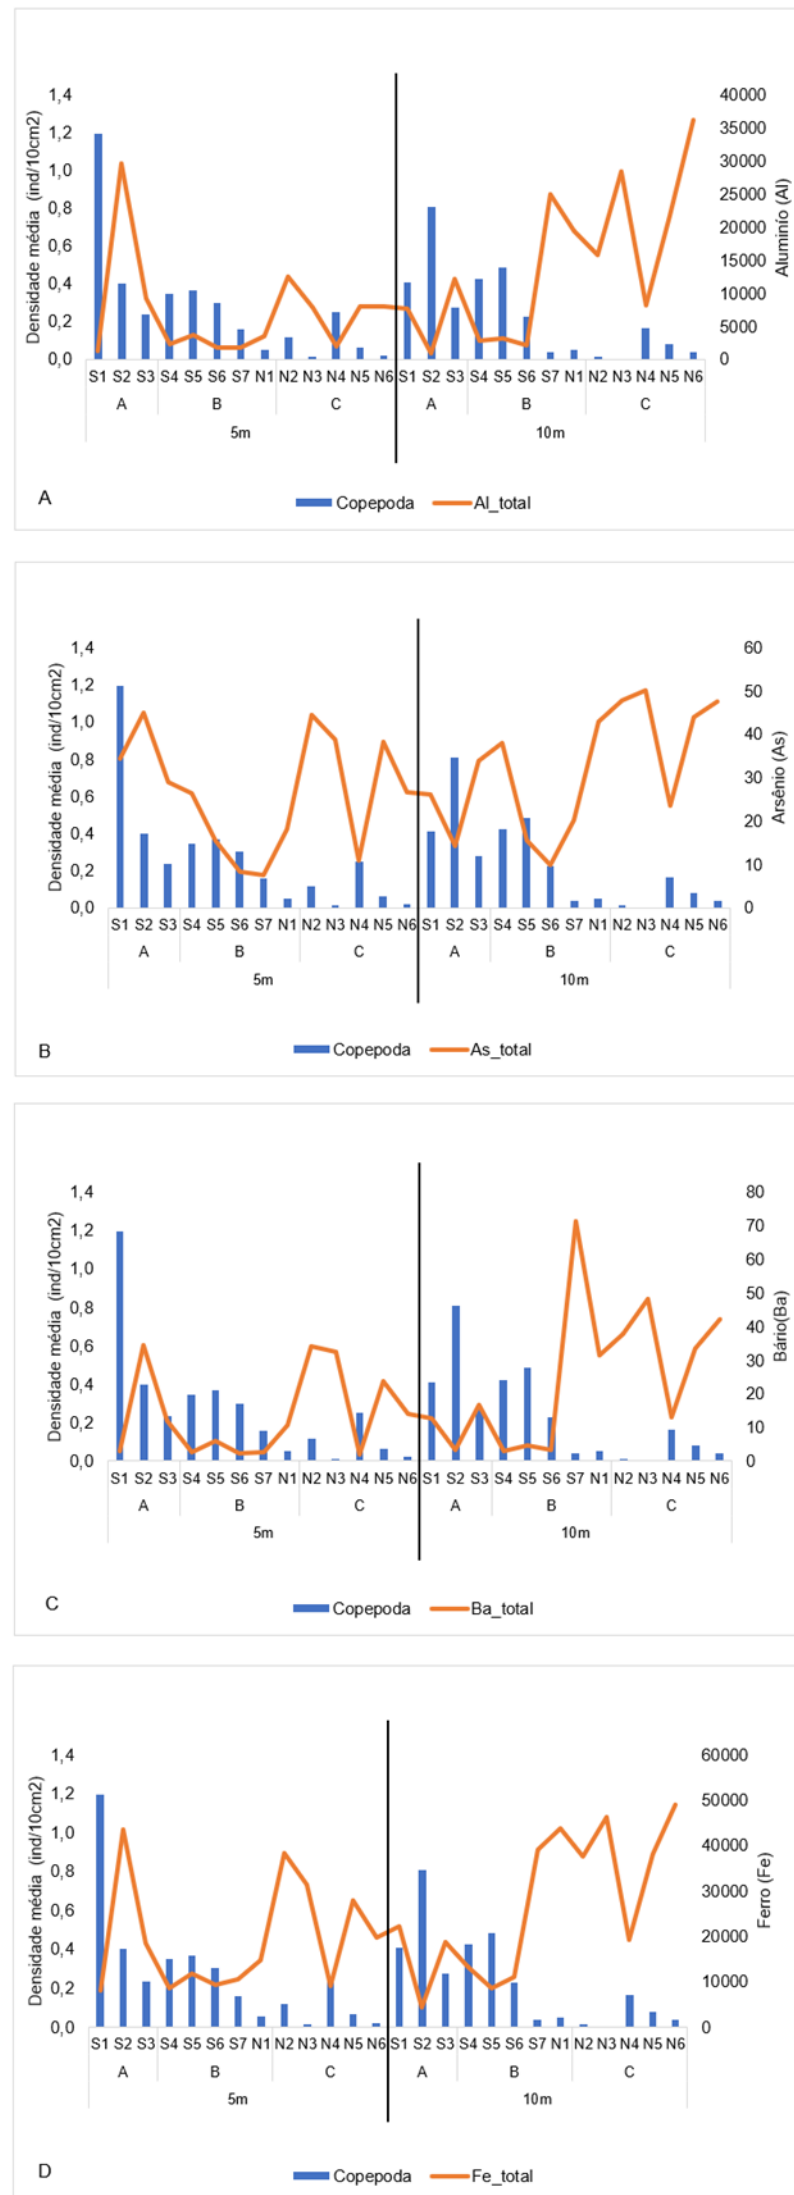 1,4
1,2
1,0
0,8
0,6
0,4
0,2
0,0
Densidade média (ind/10cm2)
40000
35000
30000
25000
20000
15000
10000
5000
0
Alumínío (Al)
S1 S2 S3 S4 S5 S6 S7 N1 N2 N3 N4 N5 N6 S1 S2 S3 S4 S5 S6 S7 N1 N2 N3 N4 N5 N6
A B C A B C
5m 10m
A
Copepoda Al_total
1,4
1,2
1,0
0,8
0,6
0,4
0,2
0,0
Densidade média (ind/10cm2)
60
50
40
30
20
10
0
Arsênio (As)
S1 S2 S3 S4 S5 S6 S7 N1 N2 N3 N4 N5 N6 S1 S2 S3 S4 S5 S6 S7 N1 N2 N3 N4 N5 N6
A B C A B C
5m 10m
B
Copepoda As_total
1,4
1,2
1,0
0,8
0,6
0,4
0,2
0,0
Densidade média (ind/10cm2)
80
70
60
50
40
30
20
10
0
Bário(Ba)
S1 S2 S3 S4 S5 S6 S7 N1 N2 N3 N4 N5 N6 S1 S2 S3 S4 S5 S6 S7 N1 N2 N3 N4 N5 N6
A B C A B C
5m 10m
C
Copepoda Ba_total
1,4
1,2
1,0
0,8
0,6
0,4
0,2
0,0
Densidade média (ind/10cm2)
60000
50000
40000
30000
20000
10000
0
Ferro (Fe)
S1 S2 S3 S4 S5 S6 S7 N1 N2 N3 N4 N5 N6 S1 S2 S3 S4 S5 S6 S7 N1 N2 N3 N4 N5 N6
A B C A B C
5m 10m
D
Copepoda Fe_total